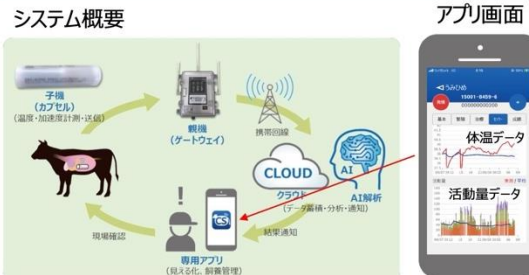 システム概要
アプリ画面
子機
(カプセル)
(温度・加速度計測・送信)
親機
(ゲートウェイ)
携帯回線
CLOUD
クラウド
(データ蓄積・分析・通知)
AI
AI解析
結果通知
現場確認
専用アプリ
(見える化、飼養管理)
うみひめ
体温データ
活動量データ